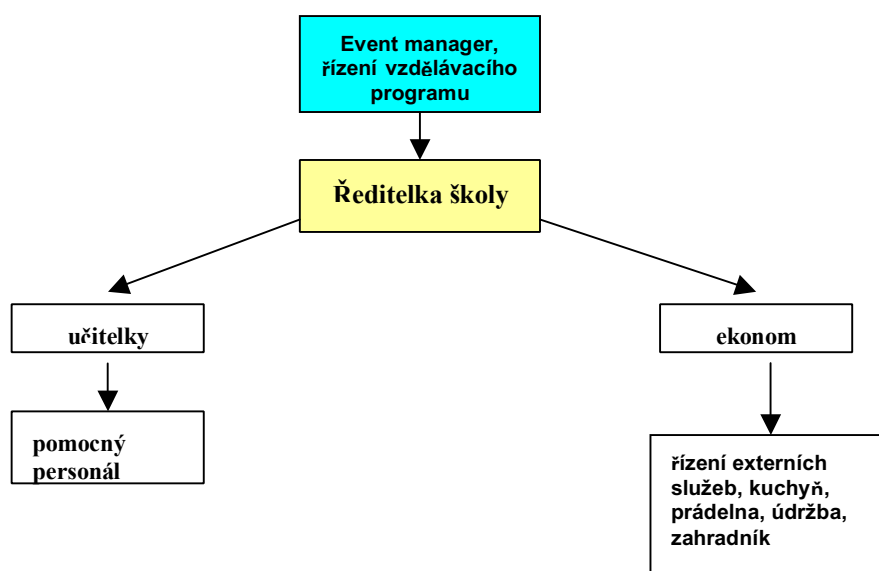 Event manager,
řízení vzdělávacího
programu
Ředitelka školy
učitelky
ekonom
pomocný
personál
řízení externích
služeb, kuchyň,
prádelna, údržba,
zahradník